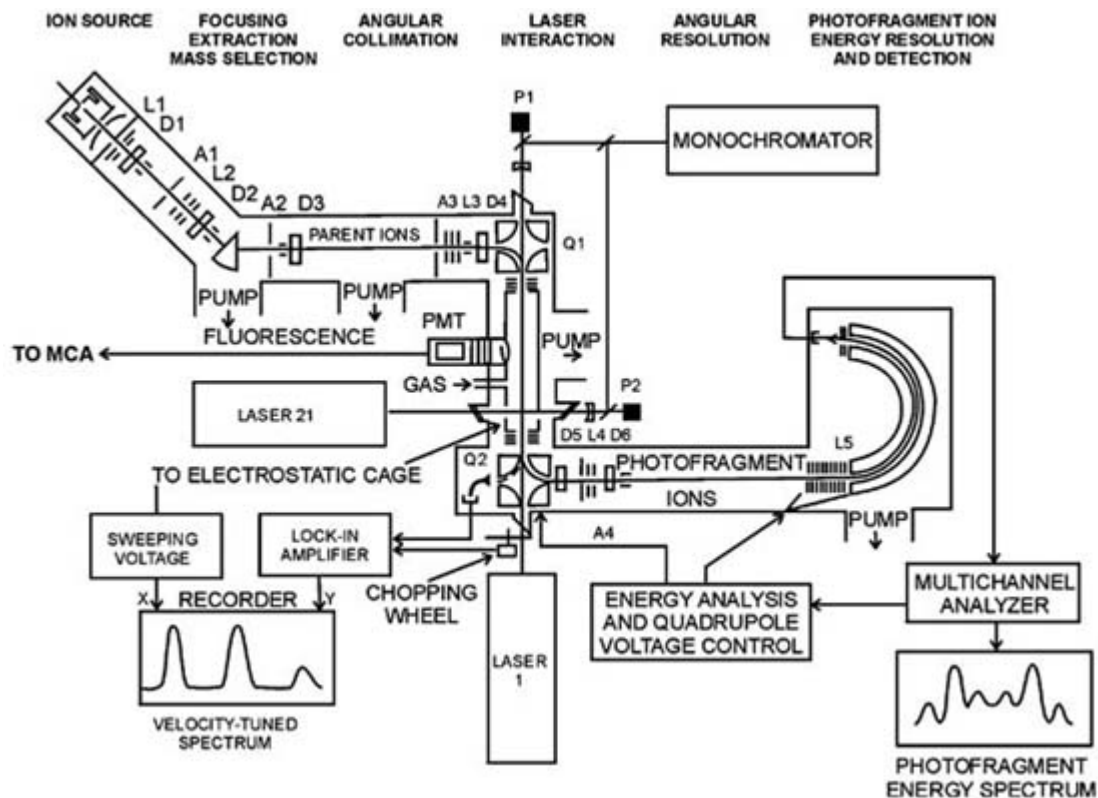 ION SOURCE
FOCUSING
EXTRACTION
MASS SELECTION
ANGULAR
COLLIMATION
LASER
INTERACTION
ANGULAR
RESOLUTION
PHOTOFRAGMENT ION
ENERGY RESOLUTION
AND DETECTION
P1
MONOCHROMATOR
L1
D1
A1
L2
D2
A2 D3
A3 L3 D4
PARENT IONS
Q1
PUMP
PUMP
FLUORESCENCE
PMT
PUMP
TO MCA
GAS
P2
LASER 21
D5 L4 D6
L5
Q2
PHOTOFRAGMENT
TO ELECTROSTATIC CAGE
IONS
PUMP
A4
SWEEPING
VOLTAGE
LOCK-IN
AMPLIFIER
CHOPPING
WHEEL
ENERGY ANALYSIS
AND QUADRUPOLE
VOLTAGE CONTROL
MULTICHANNEL
ANALYZER
X RECORDER Y
LASER
1
VELOCITY-TUNED
SPECTRUM
PHOTOFRAGMENT
ENERGY SPECTRUM